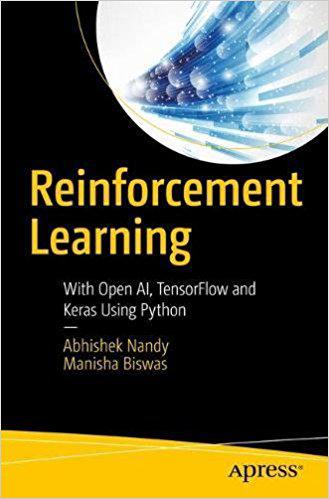 Reinforcement
Learning
With Open AI, TensorFlow and
Keras Using Python
—
Abhishek Nandy
Manisha Biswas
Apress®